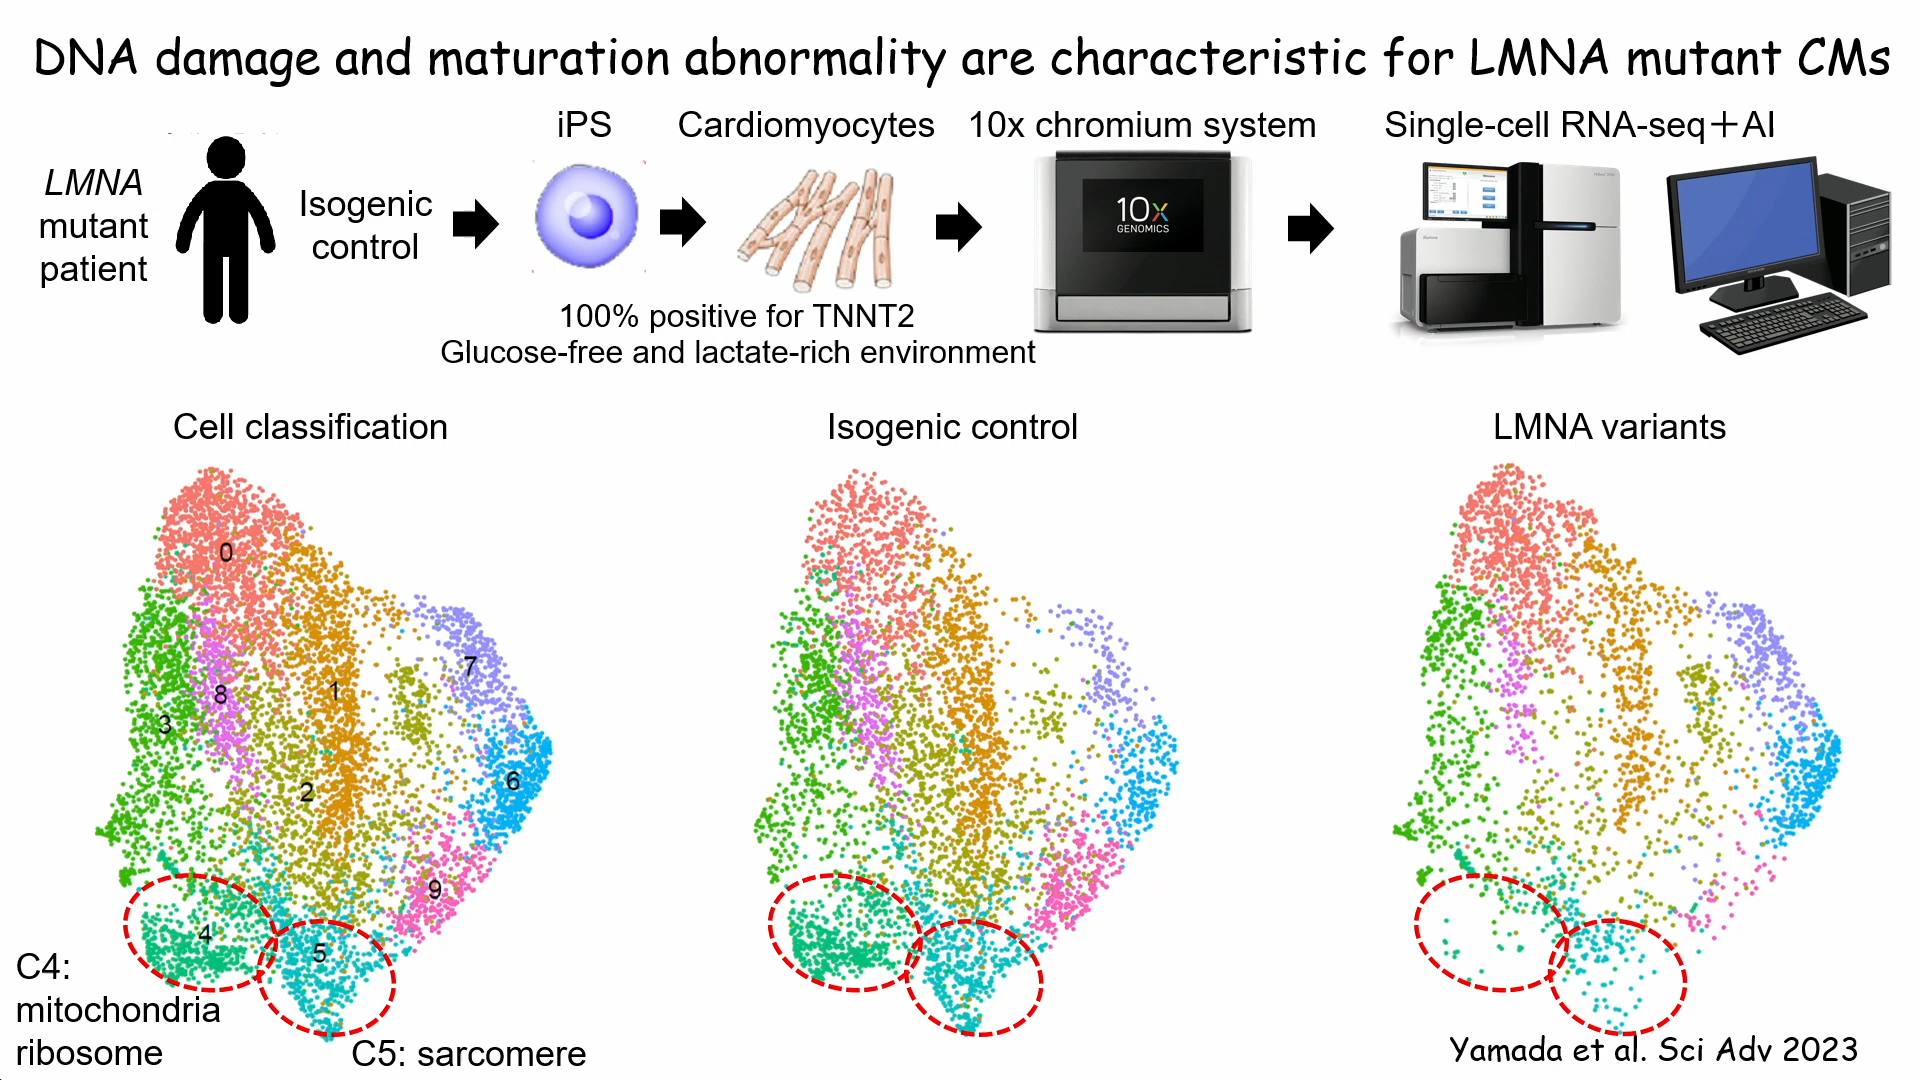 DNA damage and maturation abnormality are characteristic for LMNA mutant CMs
LMNA
mutant
patient
Isogenic
control
iPS
Cardiomyocytes
10x chromium system
Single-cell RNA-seq＋AI
10x
GENOMICS
100% positive for TNNT2
Glucose-free and lactate-rich environment
Cell classification
Isogenic control
LMNA variants
0
1
2
3
4
5
6
7
8
9
C4:
mitochondria
ribosome
C5: sarcomere
Yamada et al. Sci Adv 2023